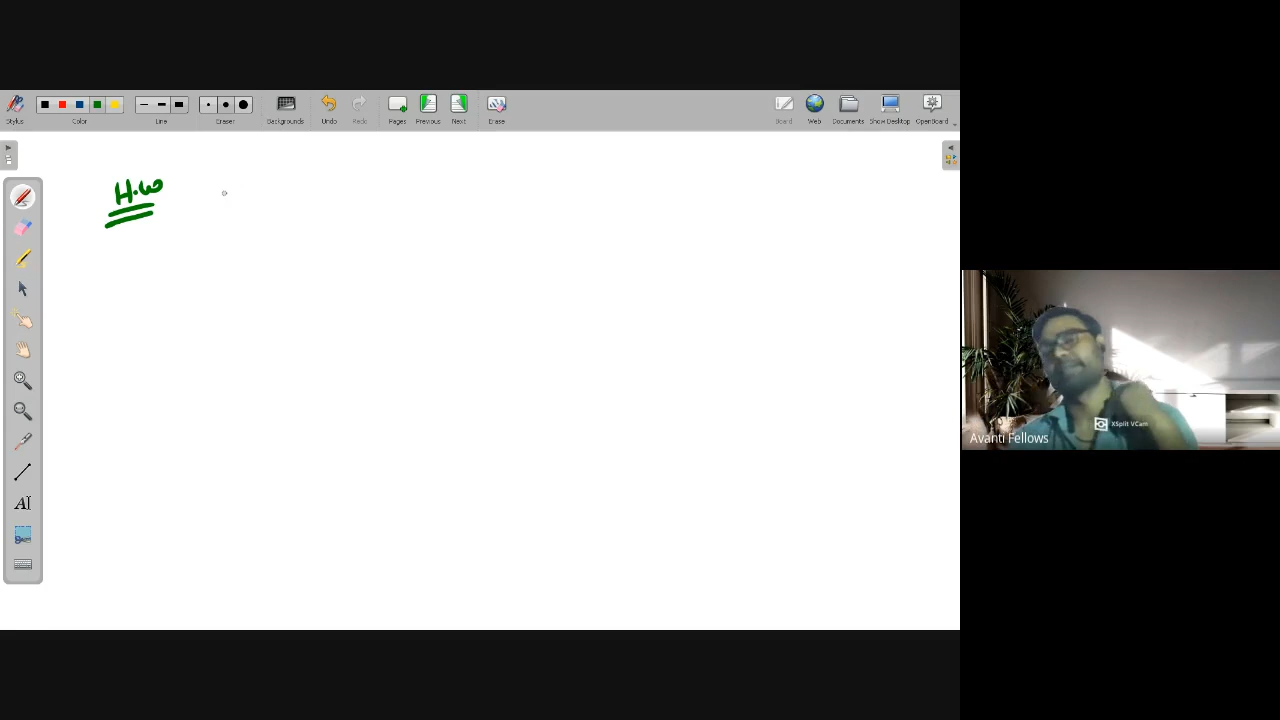 Stylus
Color
Line
Eraser
Backgrounds
Undo
Redo
Pages
Previous
Next
Erase
Board
Web
Documents
Show Desktop
OpenBoard
H.W
XSplit VCam
Avanti Fellows